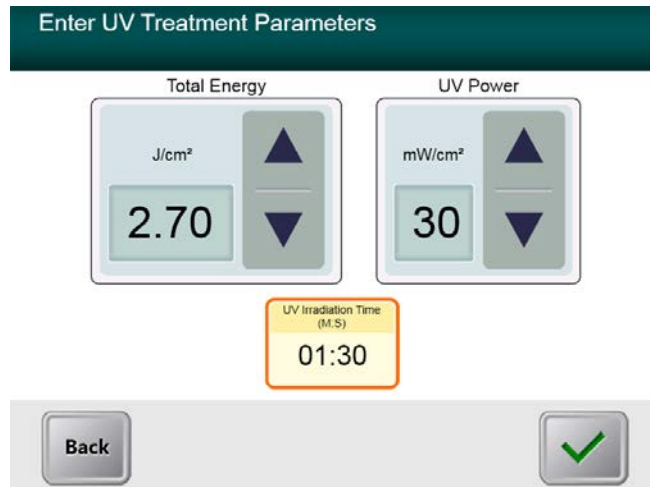 Enter UV Treatment Parameters
Total Energy
UV Power
J/cm²
mW/cm²
2.70
30
UV Irradiation Time
(M:S)
01:30
Back